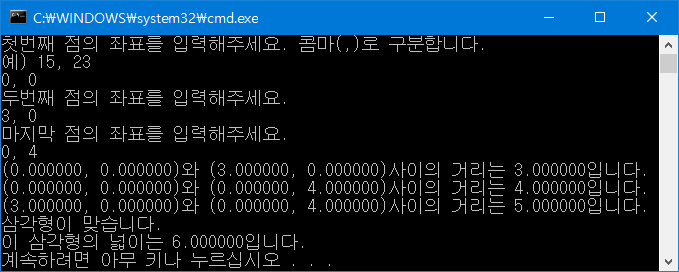 C:₩WINDOWS₩system32₩cmd.exe
첫번째 점의 좌표를 입력해주세요. 콤마(,)로 구분합니다.
예) 15, 23
0, 0
두번째 점의 좌표를 입력해주세요.
3, 0
마지막 점의 좌표를 입력해주세요.
0, 4
(0.000000, 0.000000)와 (3.000000, 0.000000)사이의 거리는 3.000000입니다.
(0.000000, 0.000000)와 (0.000000, 4.000000)사이의 거리는 4.000000입니다.
(3.000000, 0.000000)와 (0.000000, 4.000000)사이의 거리는 5.000000입니다.
삼각형이 맞습니다.
이 삼각형의 넓이는 6.000000입니다.
계속하려면 아무 키나 누르십시오 . . .